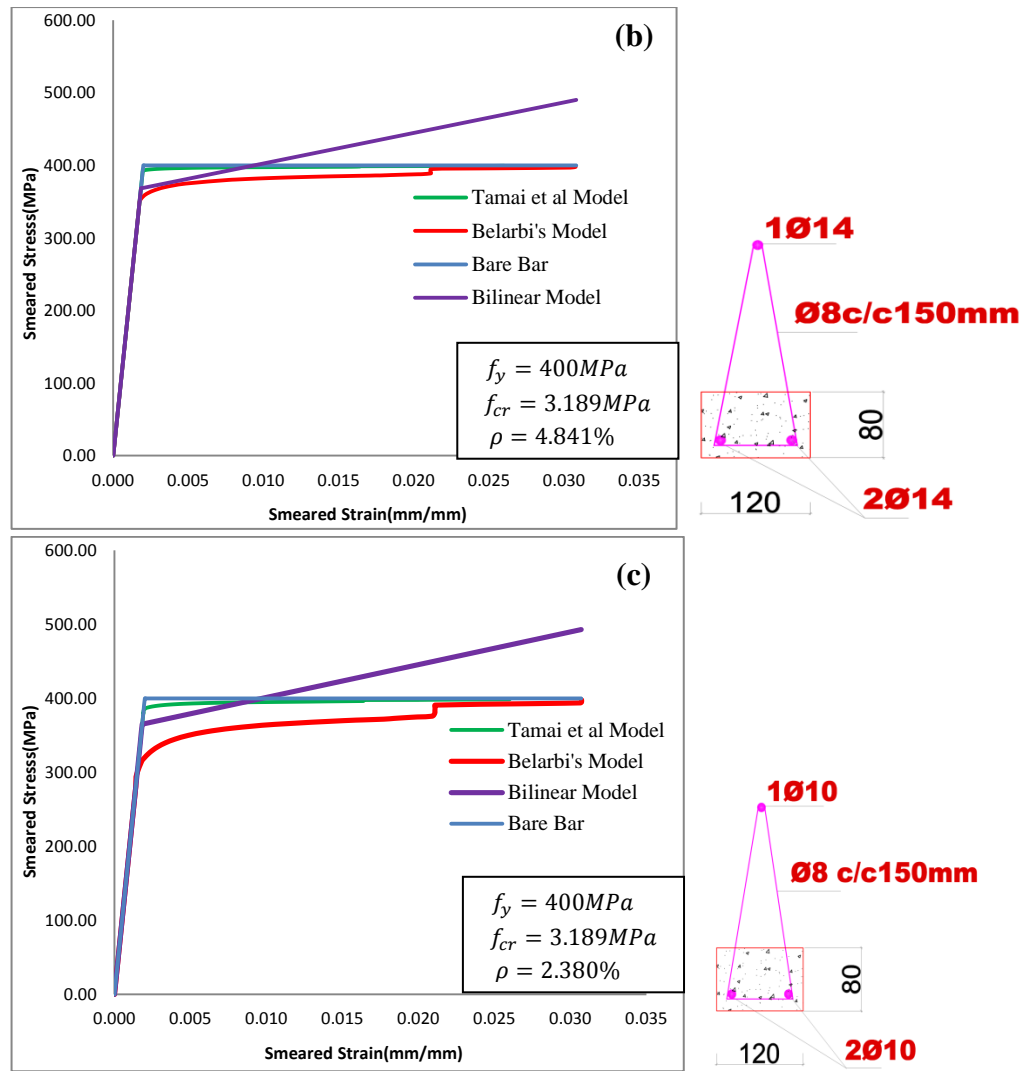 600.00
(b)
500.00
400.00
300.00
200.00
100.00
0.00
0.000 0.005 0.010 0.015 0.020 0.025 0.030 0.035
Smeared Stresss(MPa)
Smeared Strain(mm/mm)
Tamai et al Model
Belarbi's Model
Bare Bar
Bilinear Model
f_y = 400MPa
f_cr = 3.189MPa
ρ = 4.841%
1Ø14
Ø8c/c150mm
80
120
2Ø14
600.00
(c)
500.00
400.00
300.00
200.00
100.00
0.00
0.000 0.005 0.010 0.015 0.020 0.025 0.030 0.035
Smeared Stresss(MPa)
Smeared Strain(mm/mm)
Tamai et al Model
Belarbi's Model
Bilinear Model
Bare Bar
f_y = 400MPa
f_cr = 3.189MPa
ρ = 2.380%
1Ø10
Ø8 c/c150mm
80
120
2Ø10